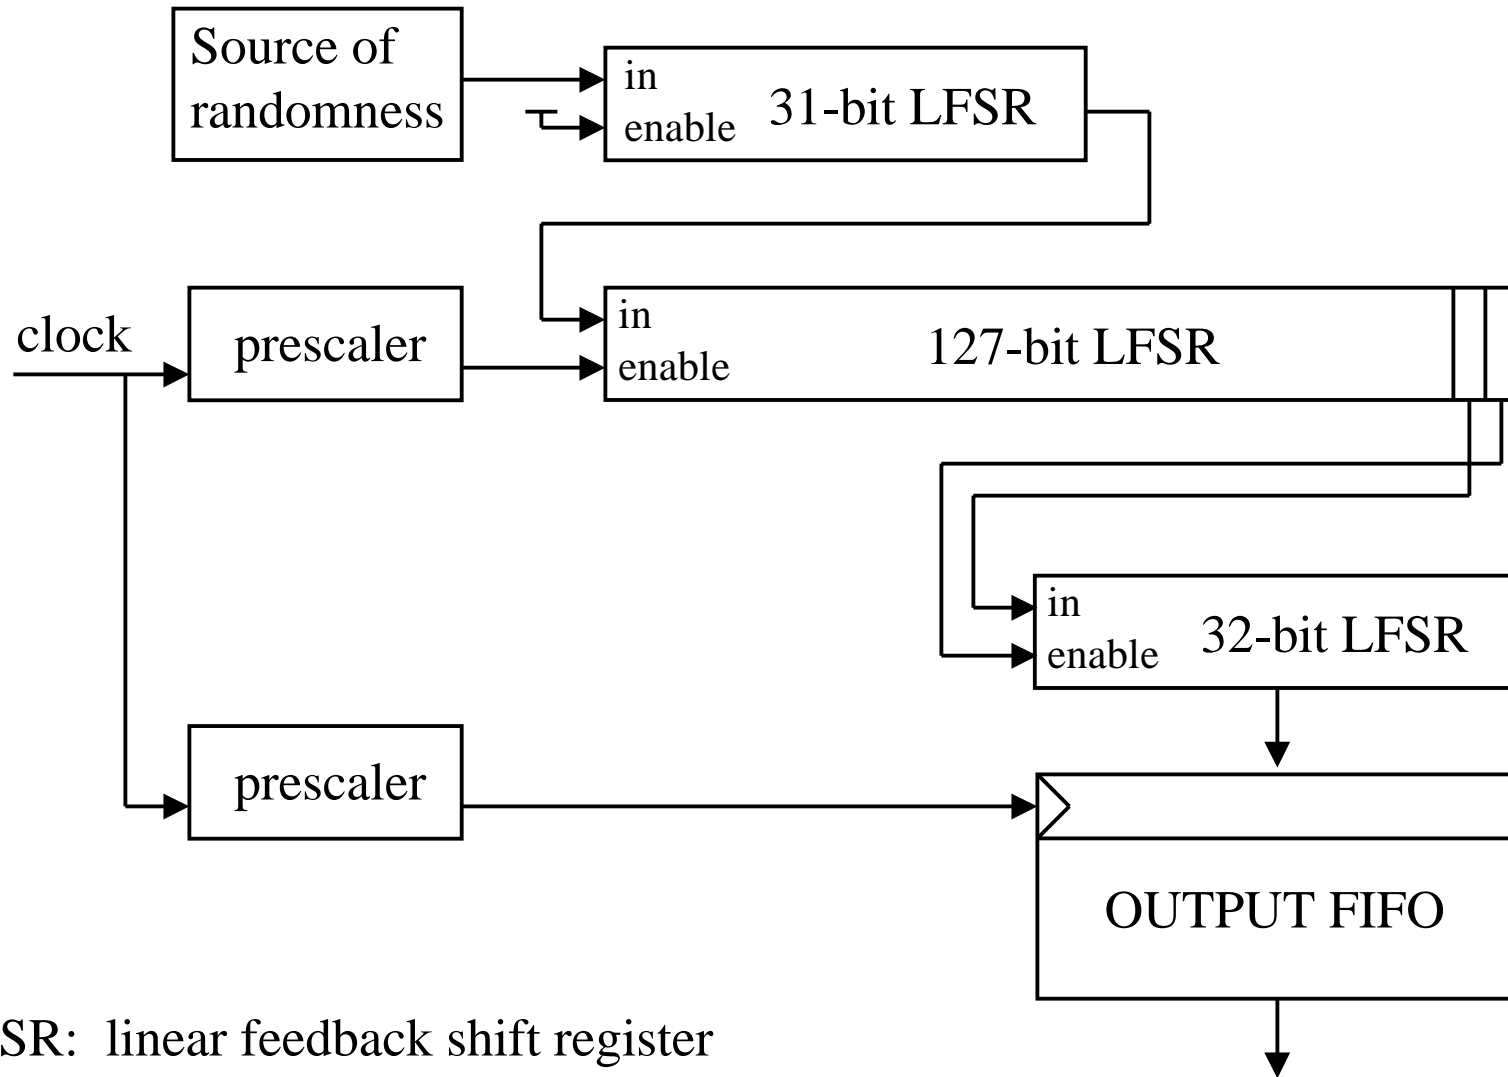 Source of
randomness
in
enable
31-bit LFSR
clock
prescaler
in
enable
127-bit LFSR
in
enable
32-bit LFSR
prescaler
OUTPUT FIFO
SR: linear feedback shift register